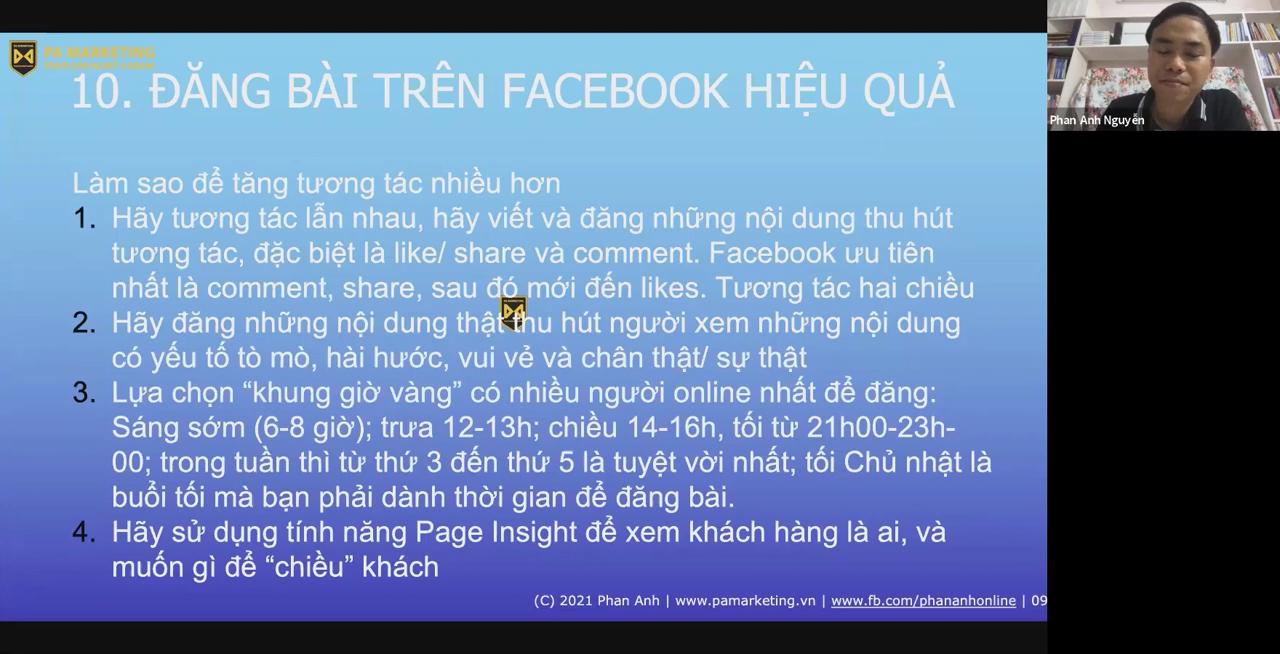 PA MARKETING
10. ĐĂNG BÀI TRÊN FACEBOOK HIỆU QUẢ
Phan Anh Nguyễn
Làm sao để tăng tương tác nhiều hơn
1. Hãy tương tác lẫn nhau, hãy viết và đăng những nội dung thu hút
tương tác, đặc biệt là like/ share và comment. Facebook ưu tiên
nhất là comment, share, sau đó mới đến likes. Tương tác hai chiều
2. Hãy đăng những nội dung thật thu hút người xem những nội dung
có yếu tố tò mò, hài hước, vui vẻ và chân thật/ sự thật
3. Lựa chọn “khung giờ vàng” có nhiều người online nhất để đăng:
Sáng sớm (6-8 giờ); trưa 12-13h; chiều 14-16h, tối từ 21h00-23h-
00; trong tuần thì từ thứ 3 đến thứ 5 là tuyệt vời nhất; tối Chủ nhật là
buổi tối mà bạn phải dành thời gian để đăng bài.
4. Hãy sử dụng tính năng Page Insight để xem khách hàng là ai, và
muốn gì để “chiều” khách
(C) 2021 Phan Anh | www.pamarketing.vn | www.fb.com/phananhonline | 09